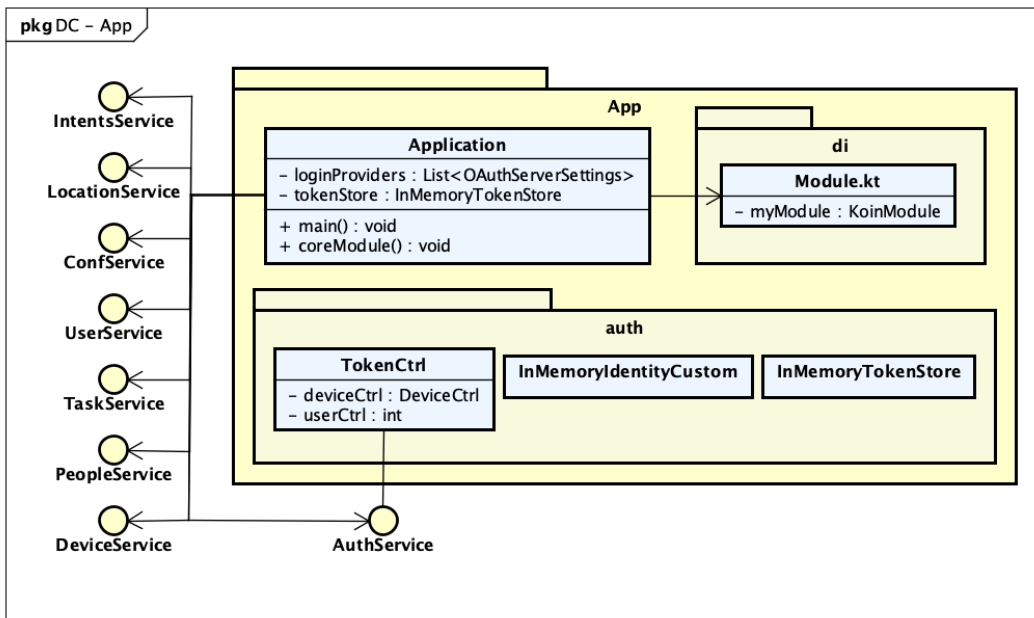 pkg DC – App
IntentsService
LocationService
ConfService
UserService
TaskService
PeopleService
DeviceService
App
Application
– loginProviders : List<OAuthServerSettings>
– tokenStore : InMemoryTokenStore
+ main() : void
+ coreModule() : void
di
Module.kt
– myModule : KoinModule
auth
TokenCtrl
– deviceCtrl : DeviceCtrl
– userCtrl : int
InMemoryIdentityCustom
InMemoryTokenStore
AuthService